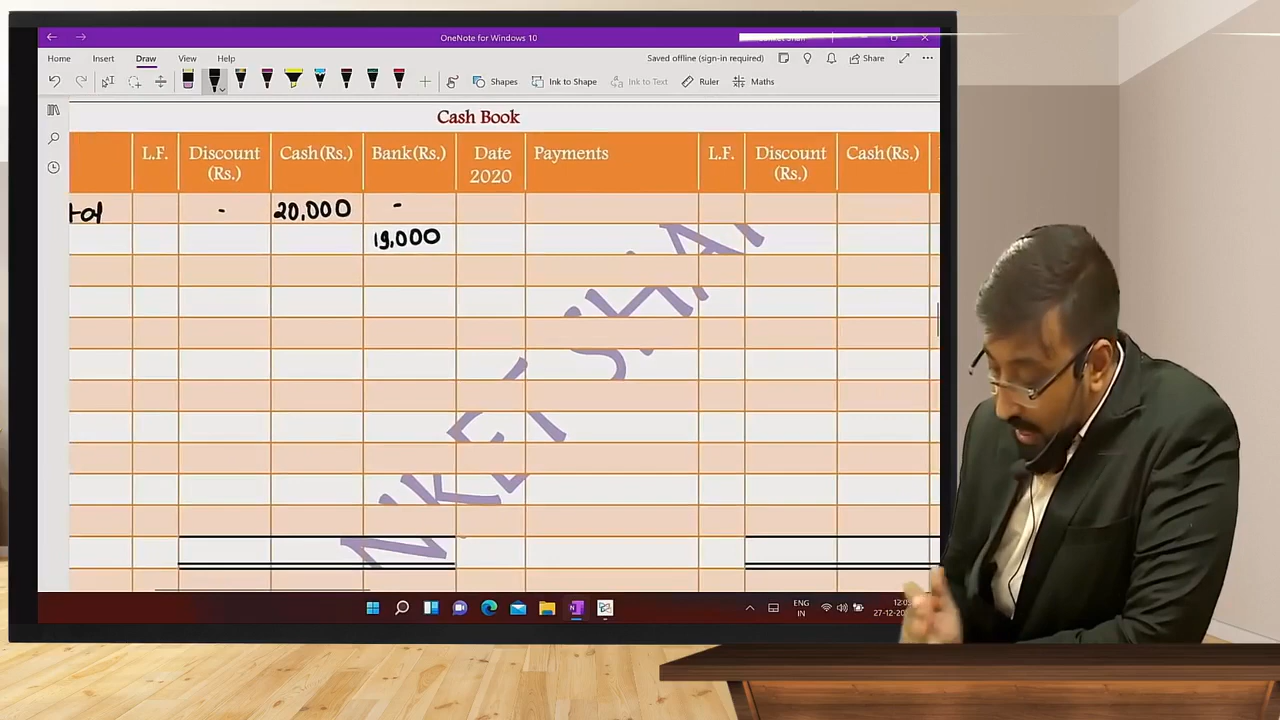 OneNote for Windows 10
Home Insert Draw View Help
Saved offline (sign-in required)
Share
Shapes Ink to Shape Ink to Text Ruler Maths
Cash Book
L.F. Discount (Rs.) Cash(Rs.) Bank(Rs.) Date 2020 Payments L.F. Discount (Rs.) Cash(Rs.)
- 20,000 -
19,000
NKET SHA
ENG
IN